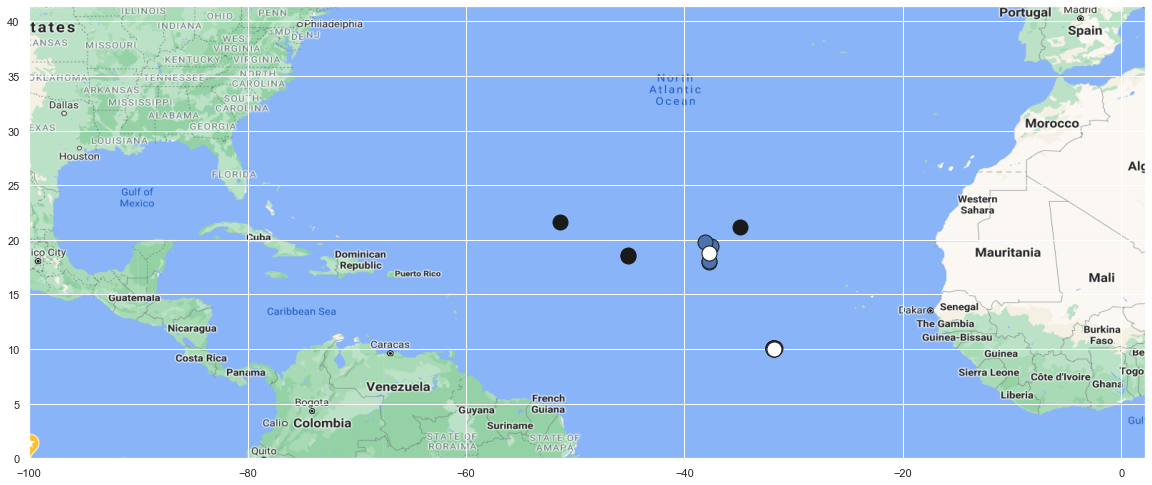 40
35
30
25
20
15
10
5
0
−100
−80
−60
−40
−20
0
tates
ILLINOIS
OHIO
PENN
INDIANA
Philadelphia
MD
DE
NJ
ANSAS
MISSOURI
WEST
VIRGINIA
KENTUCKY
VIRGINIA
OKLAHOMA
TENNESSEE
NORTH
CAROLINA
ARKANSAS
MISSISSIPPI
SOUTH
CAROLINA
Dallas
ALABAMA
GEORGIA
EXAS
LOUISIANA
Houston
FLORIDA
Gulf of
Mexico
Cuba
ico City
Dominican
Republic
Puerto Rico
Guatemala
Caribbean Sea
Nicaragua
Caracas
Costa Rica
Panama
Venezuela
Bogota
Guyana
French
Guiana
Cali
Colombia
Suriname
STATE OF
RORAIMA
STATE OF
AMAPA
Quito
North
Atlantic
Ocean
Portugal
Madrid
Spain
Morocco
Alg
Western
Sahara
Mauritania
Mali
Dakar
Senegal
The Gambia
Guinea-Bissau
Burkina
Faso
Guinea
Be
Sierra Leone
Côte d'Ivoire
Togo
Ghana
Liberia
Gulf